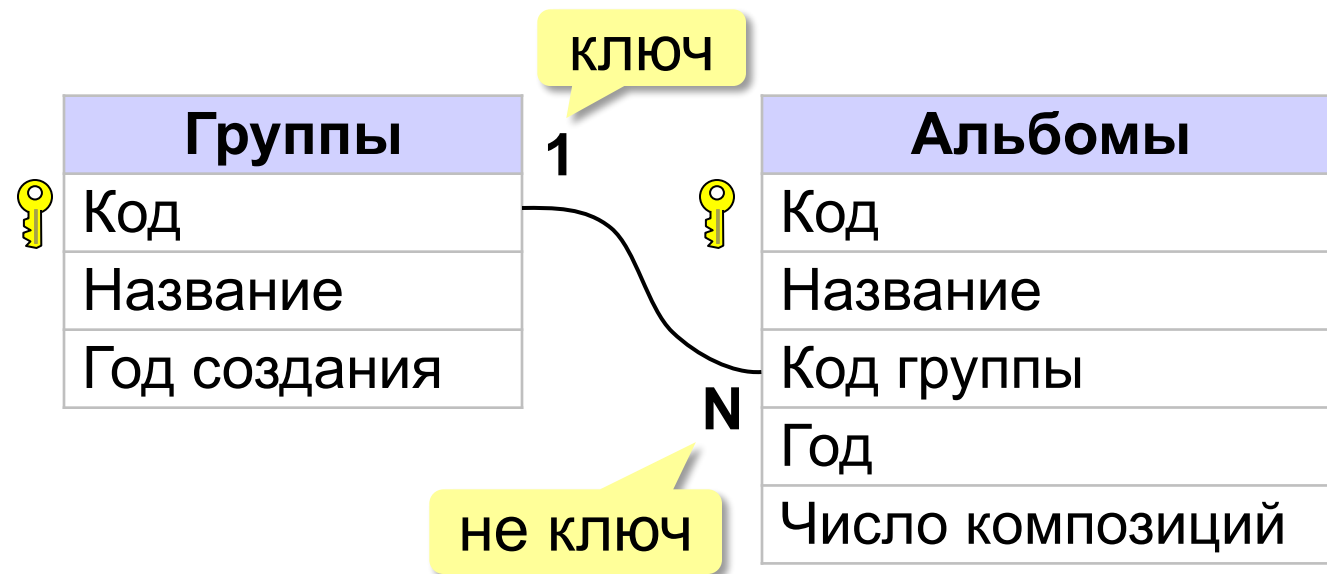 ключ
Группы
1
Код
Название
Год создания
Альбомы
Код
Название
Код группы
N
Год
Число композиций
не ключ